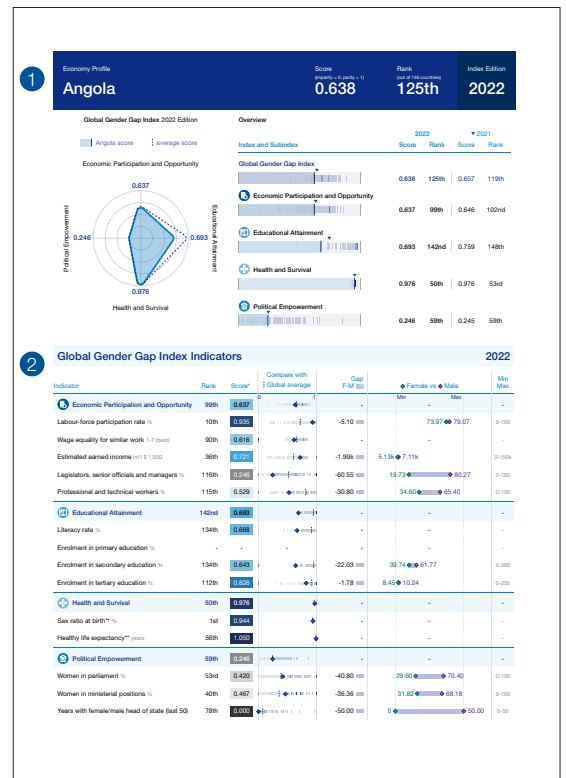 1
Economy Profile
Angola
Score
(imparity = 0, parity = 1)
0.638
Rank
(out of 146 countries)
125th
Index Edition
2022
Global Gender Gap Index 2022 Edition
Angola score
average score
Economic Participation and Opportunity
0.637
Political Empowerment
0.246
0.693
Educational Attainment
0.976
Health and Survival
Overview
2022 2021
Index and Subindex Score Rank Score Rank
Global Gender Gap Index
0.638 125th 0.657 119th
Economic Participation and Opportunity
0.637 99th 0.646 102nd
Educational Attainment
0.693 142nd 0.759 148th
Health and Survival
0.976 50th 0.976 53rd
Political Empowerment
0.246 59th 0.245 59th
2
Global Gender Gap Index Indicators 2022
Indicator Rank Score* Compare with Global average Gap F-M Female vs Male Min Max
0 1 Min Max
Economic Participation and Opportunity 99th 0.637 - - -
Labour-force participation rate % 10th 0.935 -5.10 73.97 79.07 0-100
Wage equality for similar work 1-7 (best) 90th 0.616 - - -
Estimated earned income int'l $ 1,000 36th 0.721 -1.99k 5.13k 7.11k 0-150k
Legislators, senior officials and managers % 116th 0.246 -60.55 19.73 80.27 0-100
Professional and technical workers % 115th 0.529 -30.80 34.60 65.40 0-100
Educational Attainment 142nd 0.693 - - -
Literacy rate % 134th 0.668 - - -
Enrolment in primary education % - - - - - -
Enrolment in secondary education % 134th 0.643 -22.03 39.74 61.77 0-200
Enrolment in tertiary education % 112th 0.826 -1.78 8.45 10.24 0-200
Health and Survival 50th 0.976 - - -
Sex ratio at birth** % 1st 0.944 - - -
Healthy life expectancy** years 56th 1.050 - - -
Political Empowerment 59th 0.246 - - -
Women in parliament % 53rd 0.420 -40.80 29.60 70.40 0-100
Women in ministerial positions % 40th 0.467 -36.36 31.82 68.18 0-100
Years with female/male head of state (last 50) 78th 0.000 -50.00 0 50.00 0-50